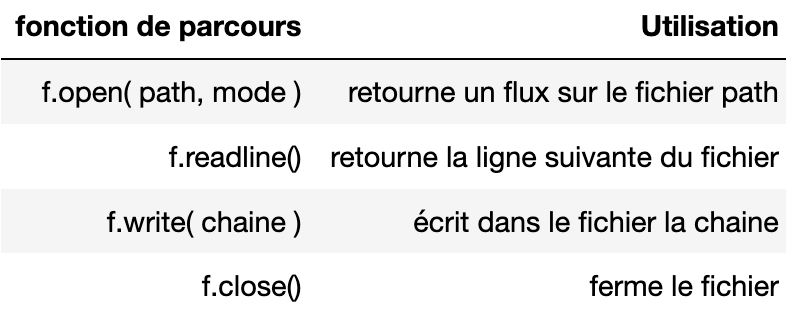 fonction de parcours Utilisation
f.open( path, mode ) retourne un flux sur le fichier path
f.readline() retourne la ligne suivante du fichier
f.write( chaine ) écrit dans le fichier la chaine
f.close() ferme le fichier